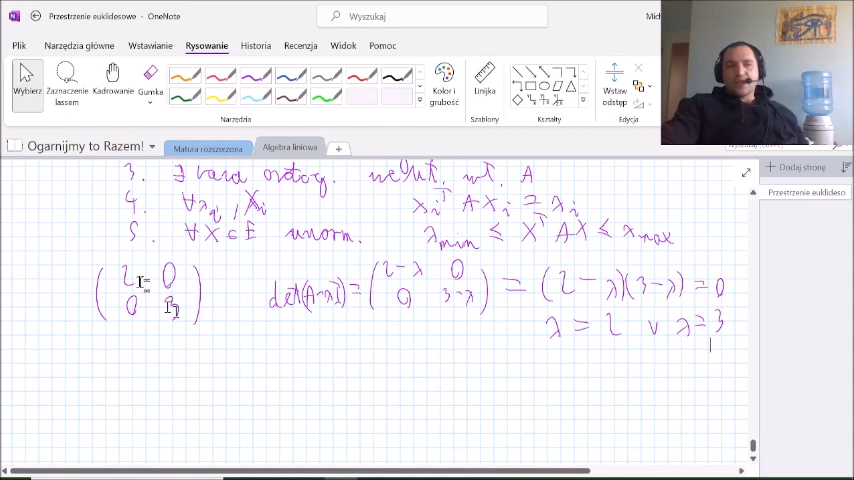 Przestrzenie euklidesowe - OneNote
Wyszukaj
Mich
Plik Narzędzia główne Wstawianie Rysowanie Historia Recenzja Widok Pomoc
Wybierz
Zaznaczenie lassem
Kadrowanie
Gumka
Kolor i grubość
Linijka
Wstaw odstęp
Narzędzia
Szablony
Kształty
Edycja
Ogarnijmy to Razem!
Matura rozszerzona
Algebra liniowa
+
Dodaj stronę
Przestrzenie euklideso
3. ∃ baza ortog. wekt. wł. A
4. ∀λi, Xi Xiᵀ A Xi = λi
5. ∀X ∈ E unorm. λmin ≤ Xᵀ A X ≤ xmax
(2 0) det(A-λI) = (2-λ 0) = (2-λ)(3-λ) = 0
(0 3) (0 3-λ)
λ = 2 ∨ λ = 3